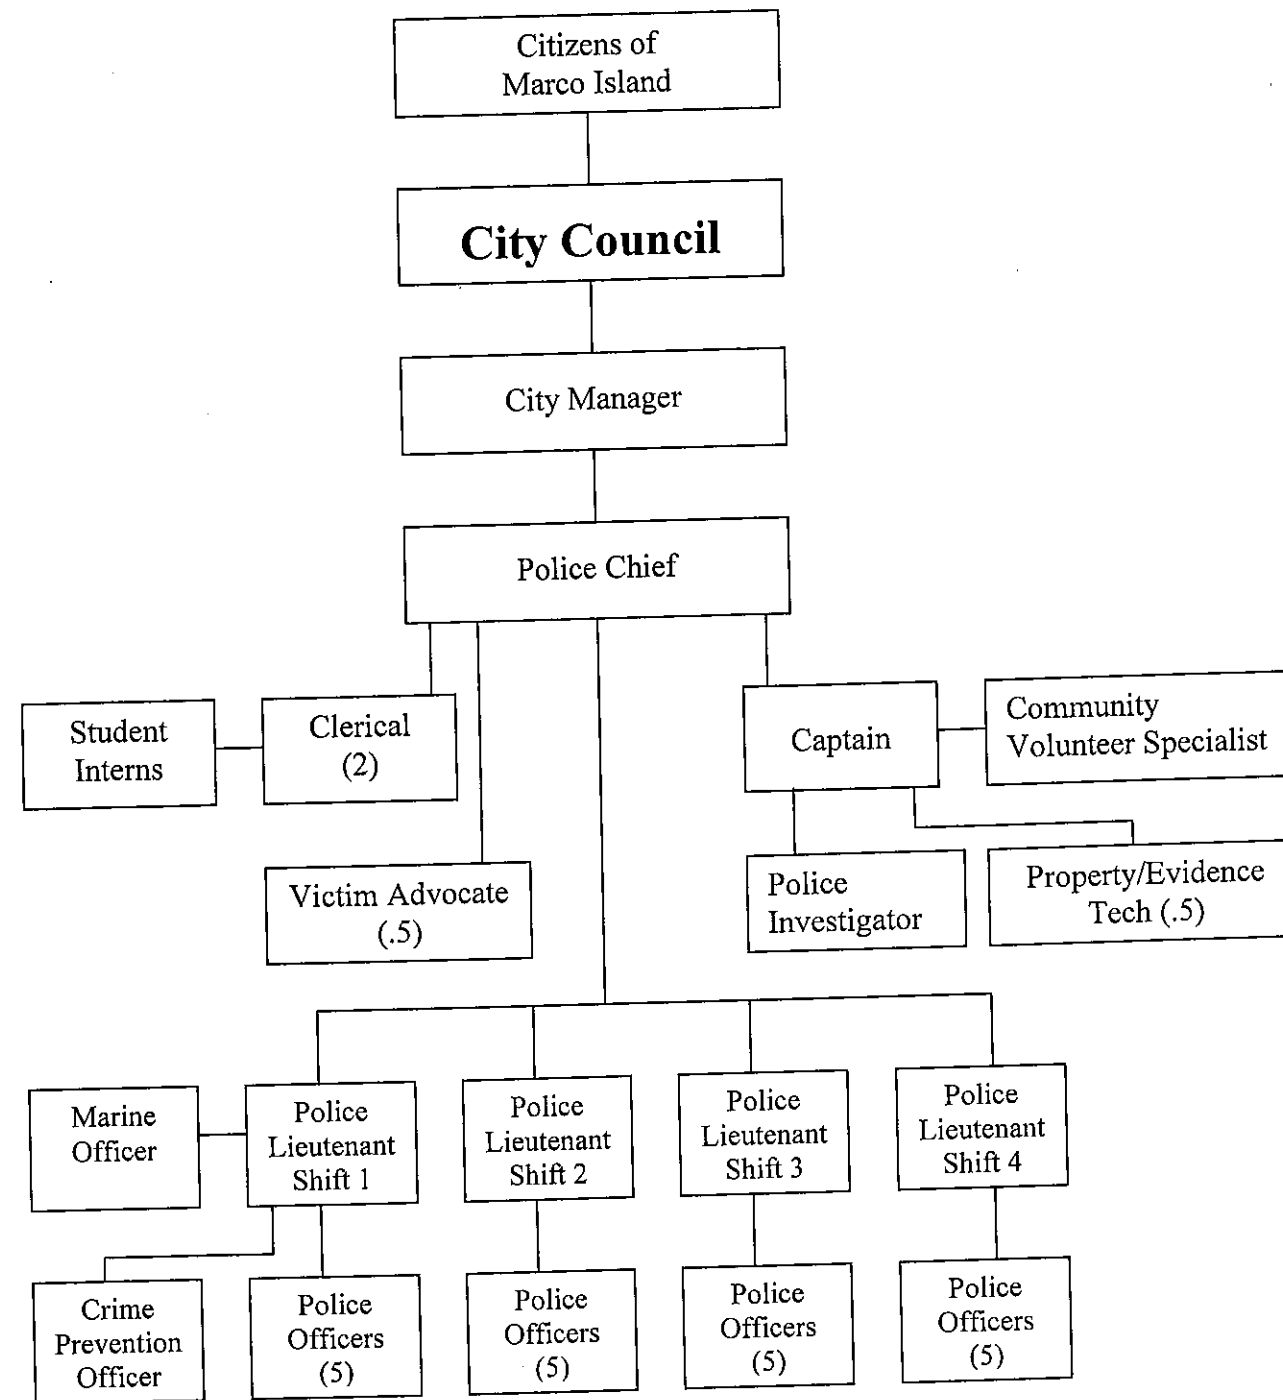 Citizens of
Marco Island
City Council
City Manager
Police Chief
Student
Interns
Clerical
(2)
Captain
Community
Volunteer Specialist
Victim Advocate
(.5)
Police
Investigator
Property/Evidence
Tech (.5)
Marine
Officer
Police
Lieutenant
Shift 1
Police
Lieutenant
Shift 2
Police
Lieutenant
Shift 3
Police
Lieutenant
Shift 4
Crime
Prevention
Officer
Police
Officers
(5)
Police
Officers
(5)
Police
Officers
(5)
Police
Officers
(5)